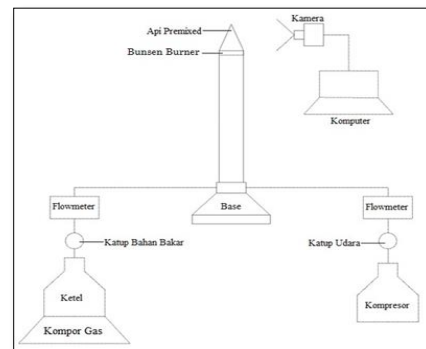 Kamera
Api Premixed
Bunsen Burner
Komputer
Flowmeter
Base
Flowmeter
Katup Bahan Bakar
Katup Udara
Ketel
Kompresor
Kompor Gas